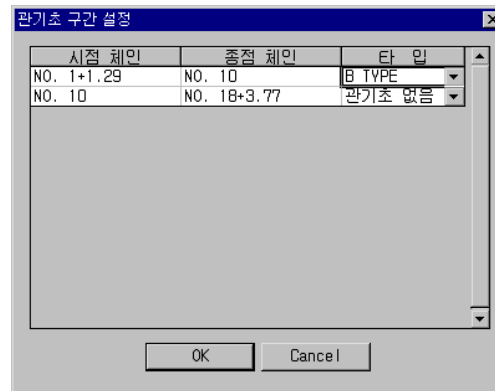 관기초 구간 설정
시점 체인 종점 체인 타 입
NO. 1+1.29 NO. 10 B TYPE
NO. 10 NO. 18+3.77 관기초 없음
OK Cancel